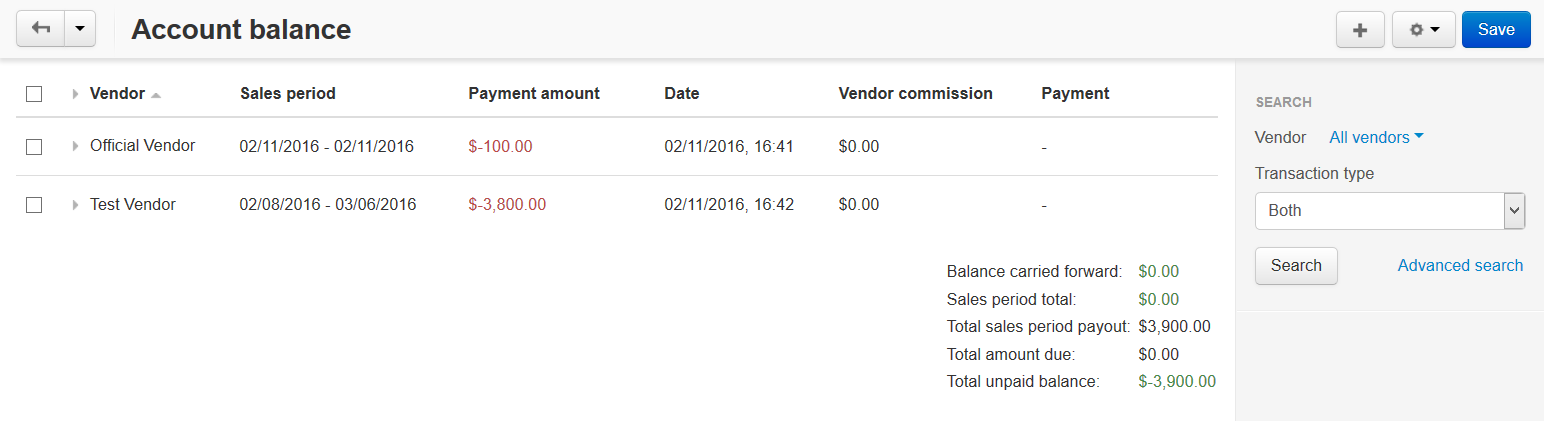 Account balance
Save
Vendor Sales period Payment amount Date Vendor commission Payment
Official Vendor 02/11/2016 - 02/11/2016 $-100.00 02/11/2016, 16:41 $0.00 -
Test Vendor 02/08/2016 - 03/06/2016 $-3,800.00 02/11/2016, 16:42 $0.00 -
Balance carried forward: $0.00
Sales period total: $0.00
Total sales period payout: $3,900.00
Total amount due: $0.00
Total unpaid balance: $-3,900.00
SEARCH
Vendor All vendors
Transaction type
Both
Search Advanced search